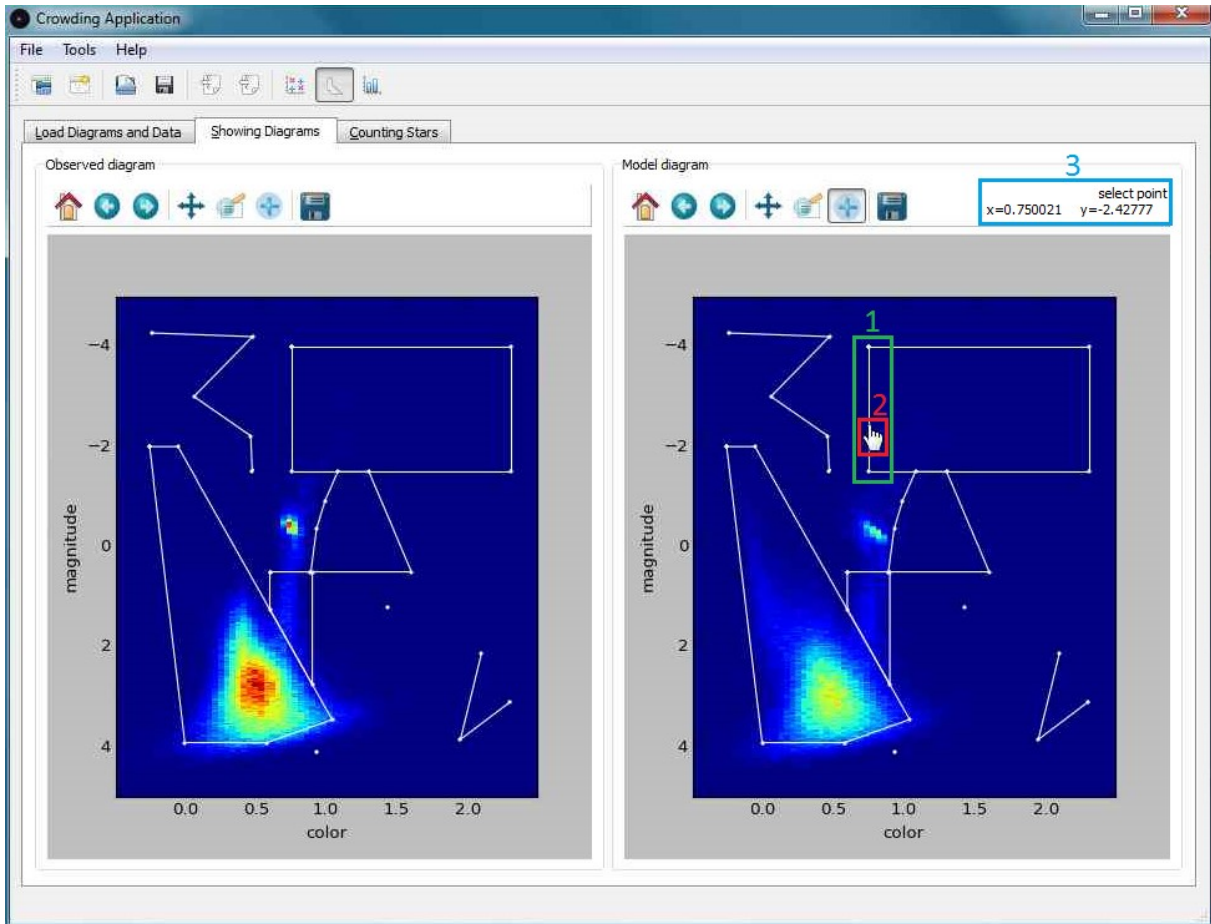 Crowding Application
File Tools Help
Load Diagrams and Data Showing Diagrams Counting Stars
Observed diagram
Model diagram
3
select point
x=0.750021 y=-2.42777
1
2
−4
−2
0
2
4
magnitude
0.0 0.5 1.0 1.5 2.0
color
−4
−2
0
2
4
magnitude
0.0 0.5 1.0 1.5 2.0
color